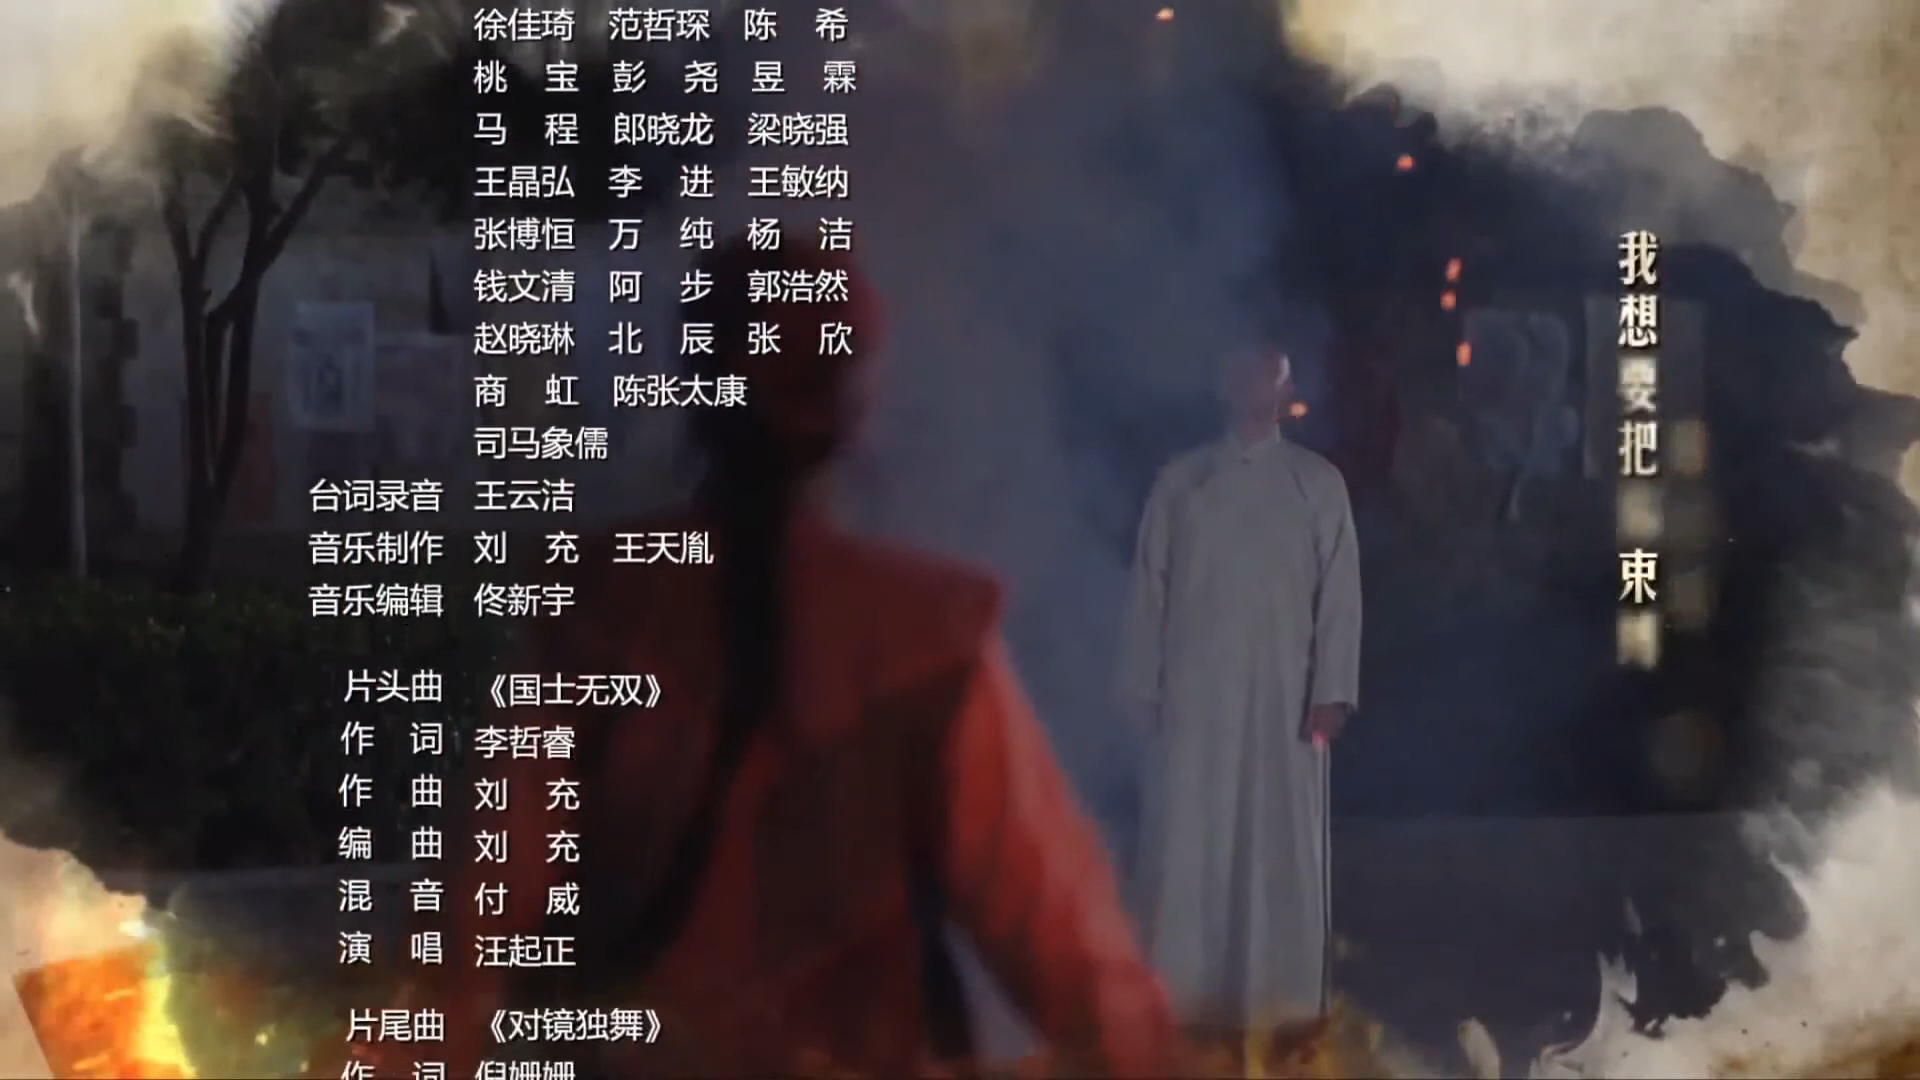 徐佳琦 范哲琛 陈希
桃宝 彭尧 昱霖
马程 郎晓龙 梁晓强
王晶弘 李进 王敏纳
张博恒 万纯 杨洁
钱文清 阿步 郭浩然
赵晓琳 北辰 张欣
商虹 陈张太康
司马象儒
台词录音 王云洁
音乐制作 刘充 王天胤
音乐编辑 佟新宇
片头曲 《国士无双》
作词 李哲睿
作曲 刘充
编曲 刘充
混音 付威
演唱 汪起正
片尾曲 《对镜独舞》
作词 倪姗姗
我想要把 束